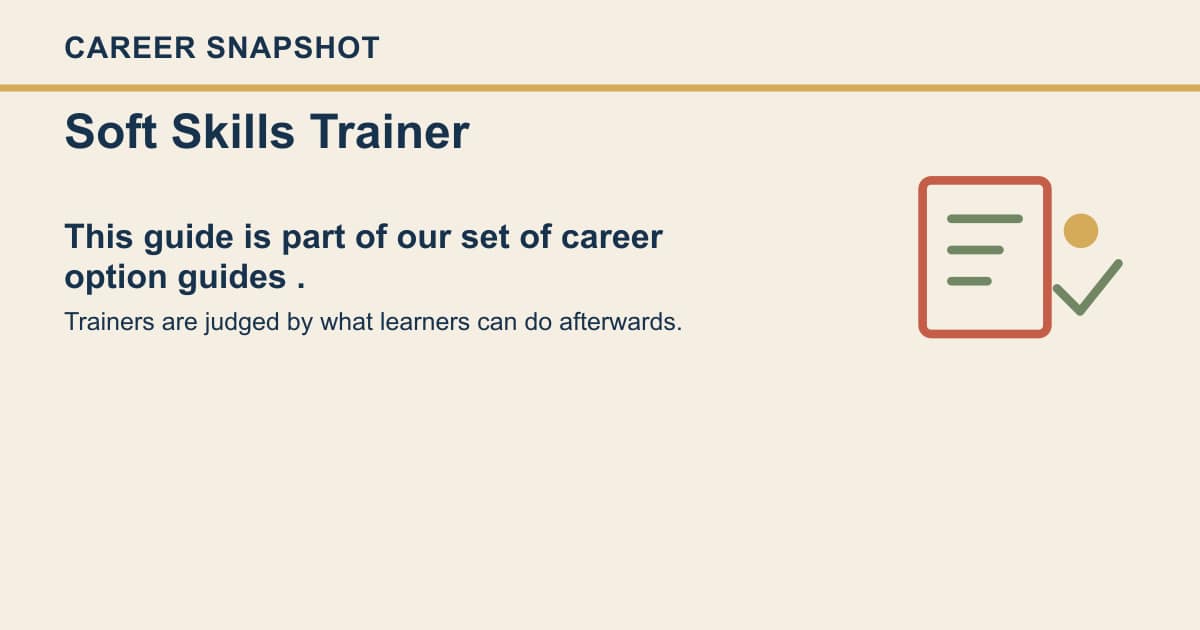 CAREER SNAPSHOT
Soft Skills Trainer
This guide is part of our set of career
option guides .
Trainers are judged by what learners can do afterwards.